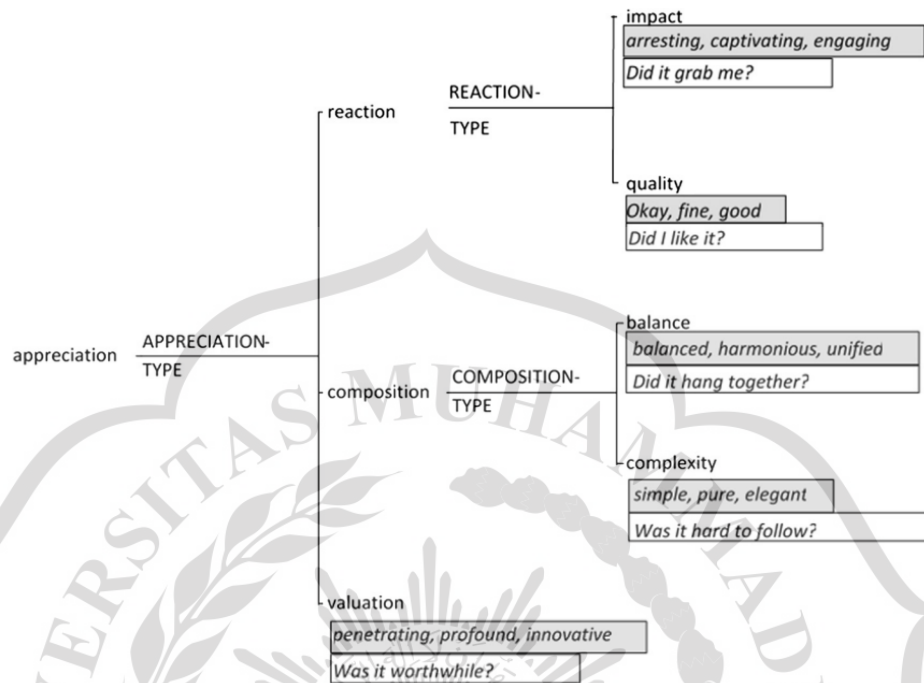 impact
arresting, captivating, engaging
Did it grab me?
reaction
REACTION-
TYPE
quality
Okay, fine, good
Did I like it?
appreciation
APPRECIATION-
TYPE
balance
balanced, harmonious, unified
Did it hang together?
composition
COMPOSITION-
TYPE
complexity
simple, pure, elegant
Was it hard to follow?
valuation
penetrating, profound, innovative
Was it worthwhile?
ERSITAS MUHAMMAD